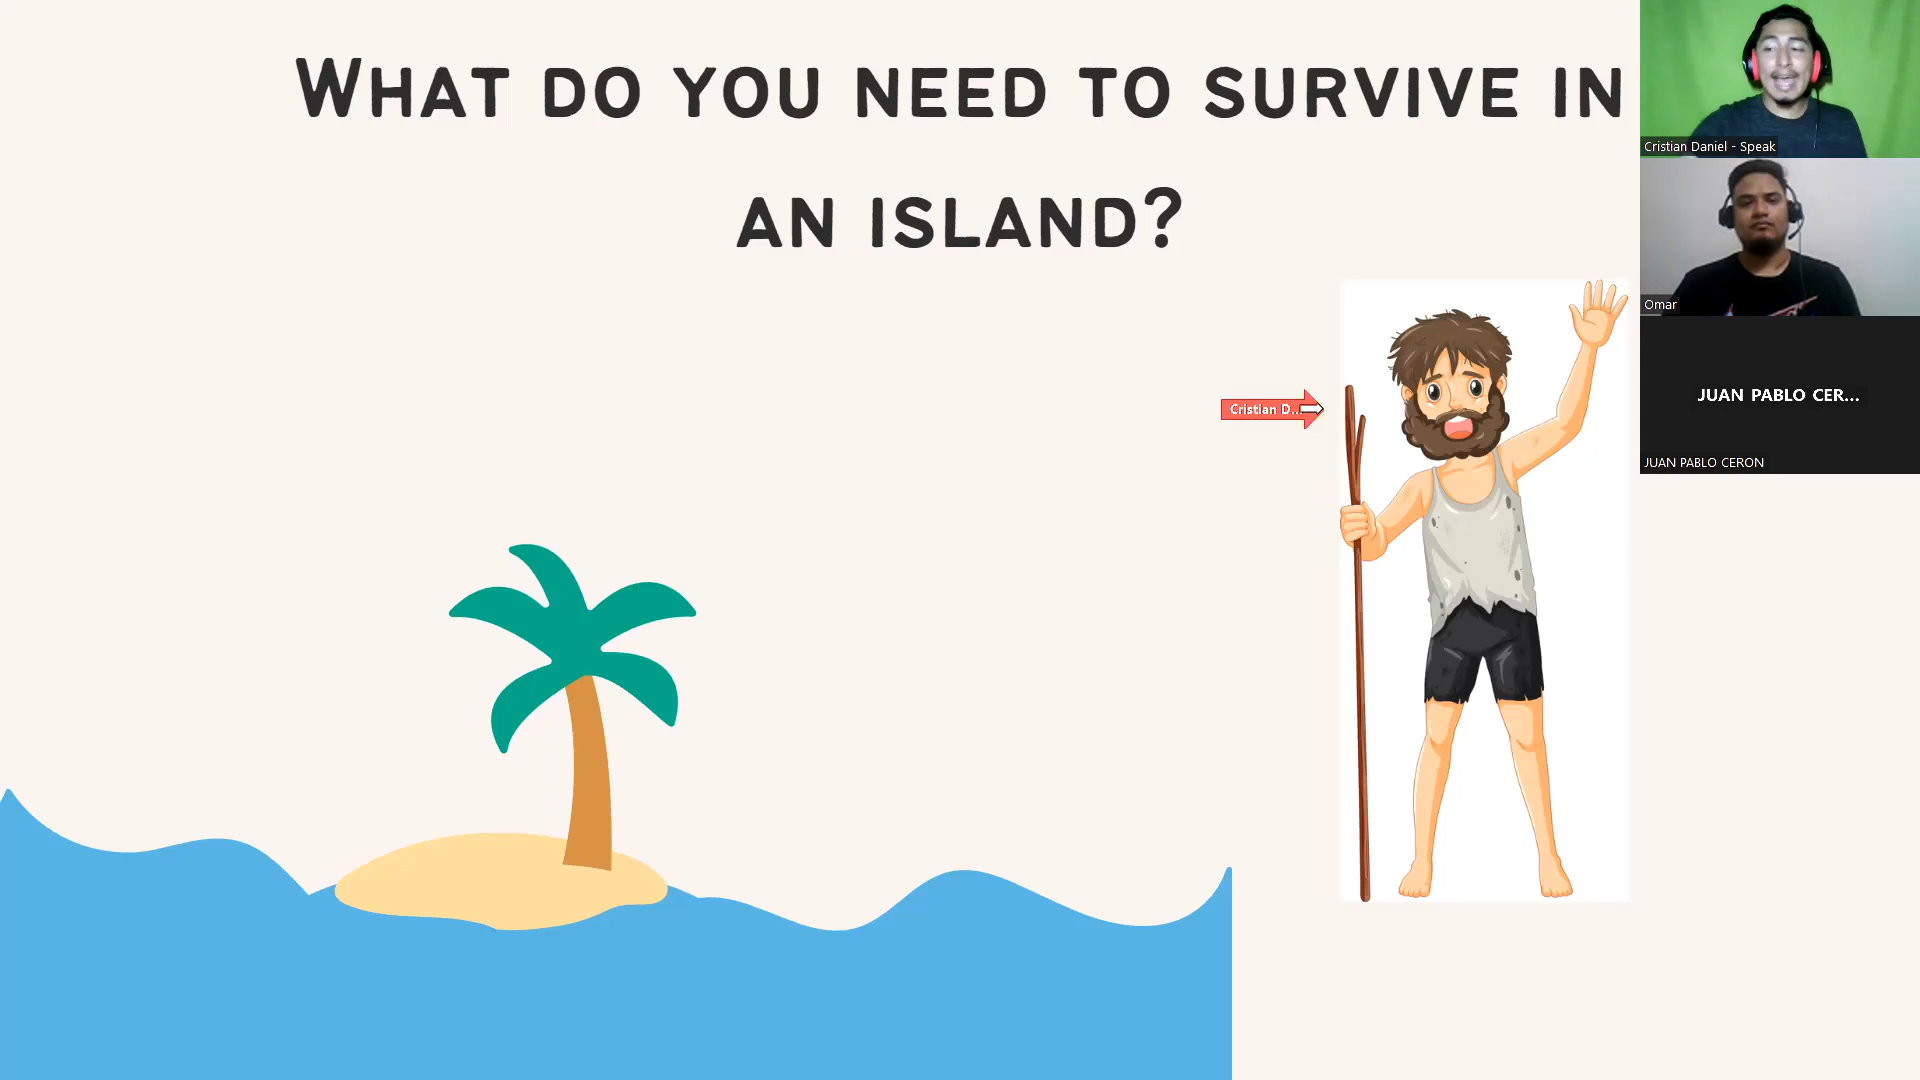 What do you need to survive in
an island?
Cristian Daniel - Speak
Omar
Cristian D...
JUAN PABLO CER...
JUAN PABLO CERON